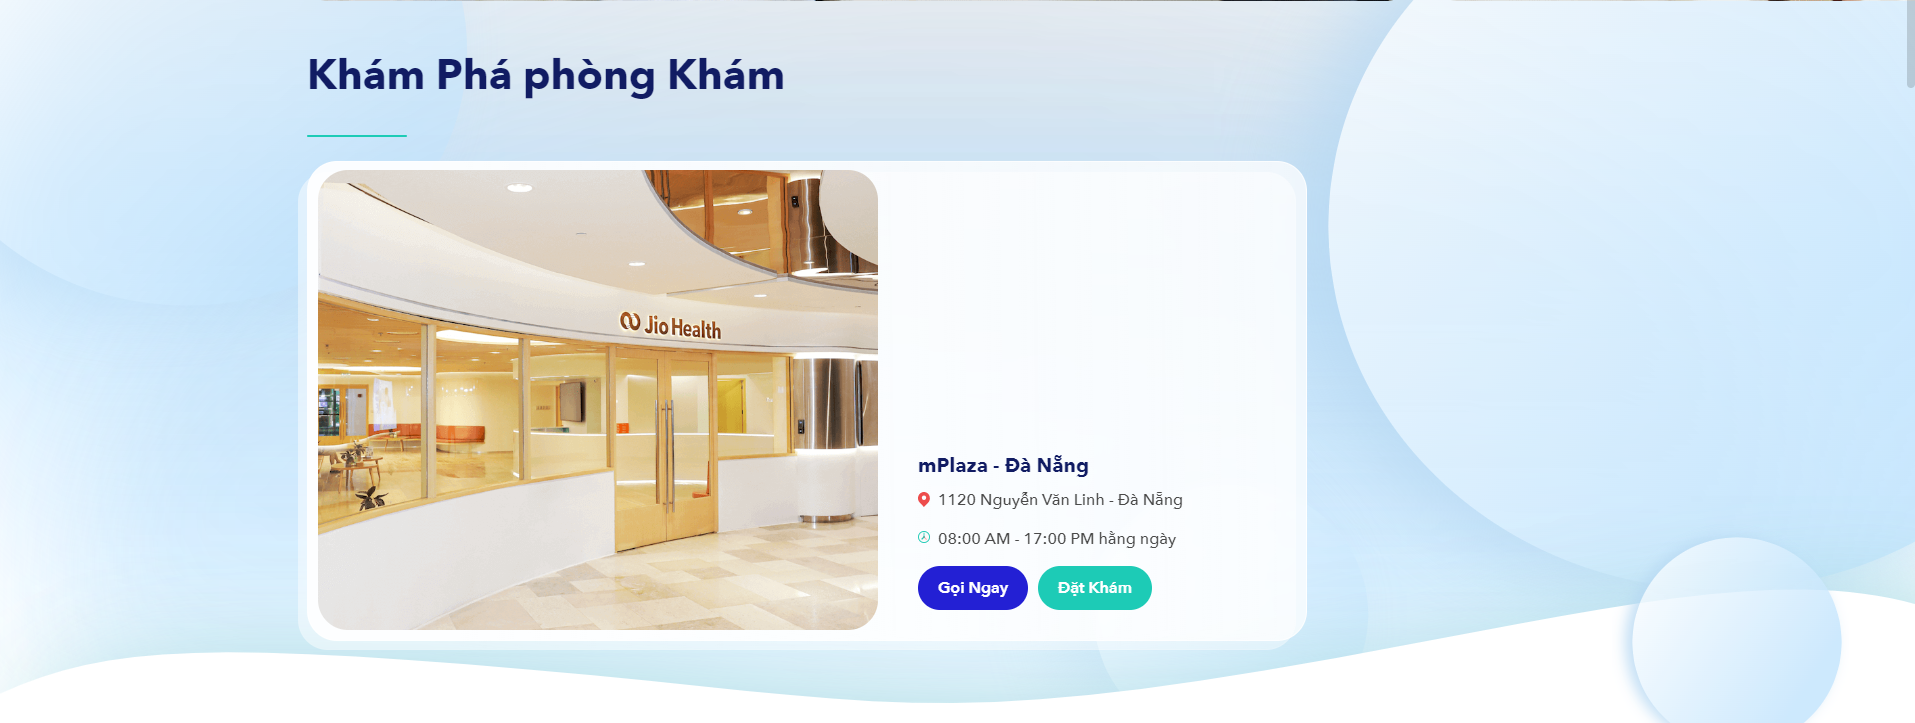 Khám Phá phòng Khám
Jio Health
mPlaza - Đà Nẵng
1120 Nguyễn Văn Linh - Đà Nẵng
08:00 AM - 17:00 PM hằng ngày
Gọi Ngay
Đặt Khám